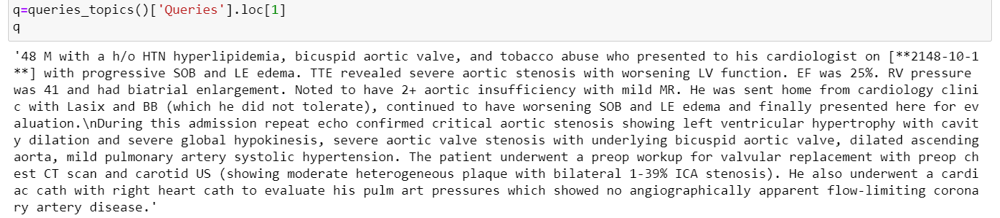 q=queries_topics()['Queries'].loc[1]
q
'48 M with a h/o HTN hyperlipidemia, bicuspid aortic valve, and tobacco abuse who presented to his cardiologist on [**2148-10-1
**] with progressive SOB and LE edema. TTE revealed severe aortic stenosis with worsening LV function. EF was 25%. RV pressure
was 41 and had biatrial enlargement. Noted to have 2+ aortic insufficiency with mild MR. He was sent home from cardiology clini
c with Lasix and BB (which he did not tolerate), continued to have worsening SOB and LE edema and finally presented here for ev
aluation.\nDuring this admission repeat echo confirmed critical aortic stenosis showing left ventricular hypertrophy with cavit
y dilation and severe global hypokinesis, severe aortic valve stenosis with underlying bicuspid aortic valve, dilated ascending
aorta, mild pulmonary artery systolic hypertension. The patient underwent a preop workup for valvular replacement with preop ch
est CT scan and carotid US (showing moderate heterogeneous plaque with bilateral 1-39% ICA stenosis). He also underwent a cardi
ac cath with right heart cath to evaluate his pulm art pressures which showed no angiographically apparent flow-limiting corona
ry artery disease.'